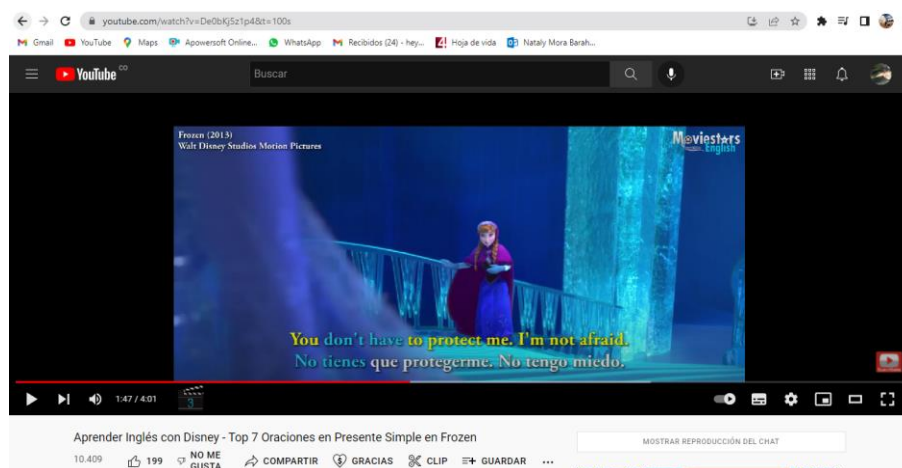 youtube.com/watch?v=De0bKj5z1p4&t=100s
Gmail YouTube Maps Apowersoft Online... WhatsApp Recibidos (24) - hey... Hoja de vida Nataly Mora Barah...
YouTube CO Buscar
Frozen (2013)
Walt Disney Studios Motion Pictures
Moviestars
English
You don't have to protect me. I'm not afraid.
No tienes que protegerme. No tengo miedo.
1:47 / 4:01 3
Aprender Inglés con Disney - Top 7 Oraciones en Presente Simple en Frozen
MOSTRAR REPRODUCCIÓN DEL CHAT
10.409 199 NO ME GUSTA COMPARTIR GRACIAS CLIP GUARDAR ...